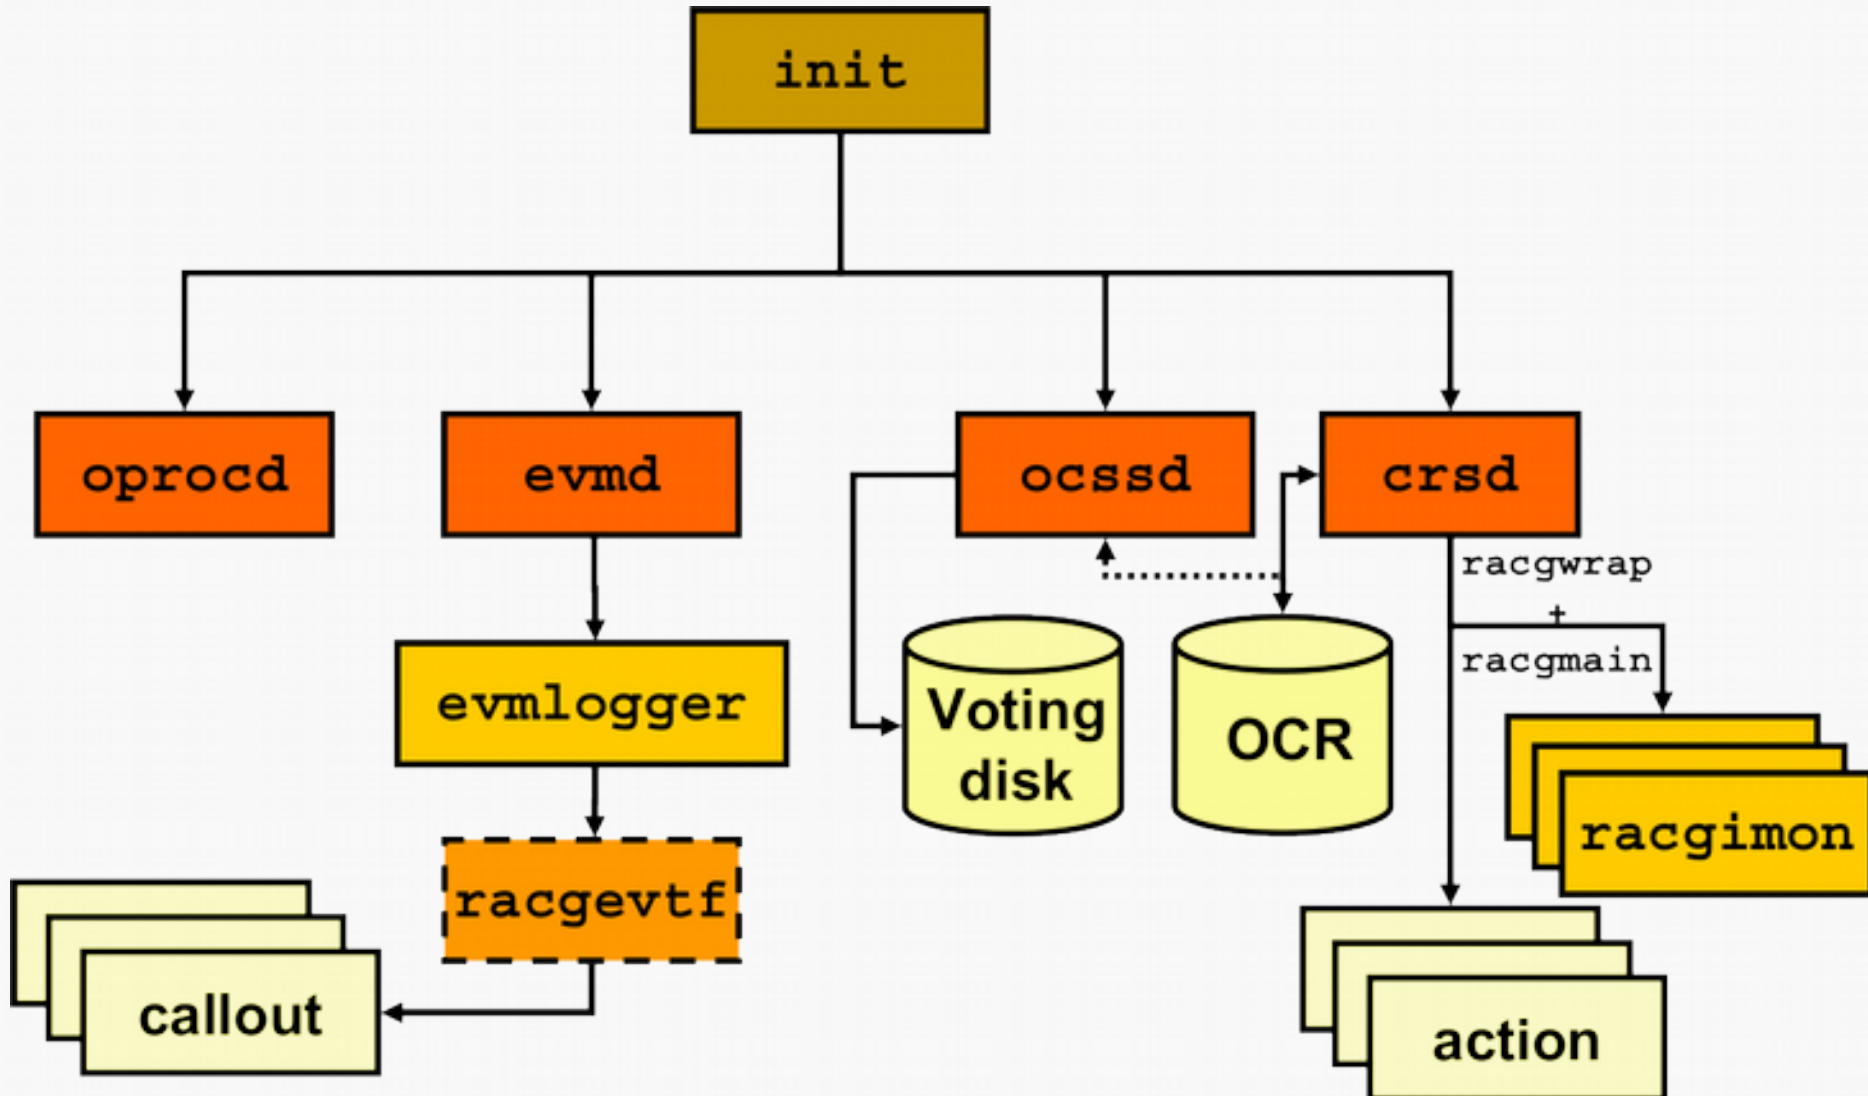 init
oprocd
evmd
ocssd
crsd
racgwrap
+
racgmain
evmlogger
Voting
disk
OCR
racgimon
racgevtf
callout
action